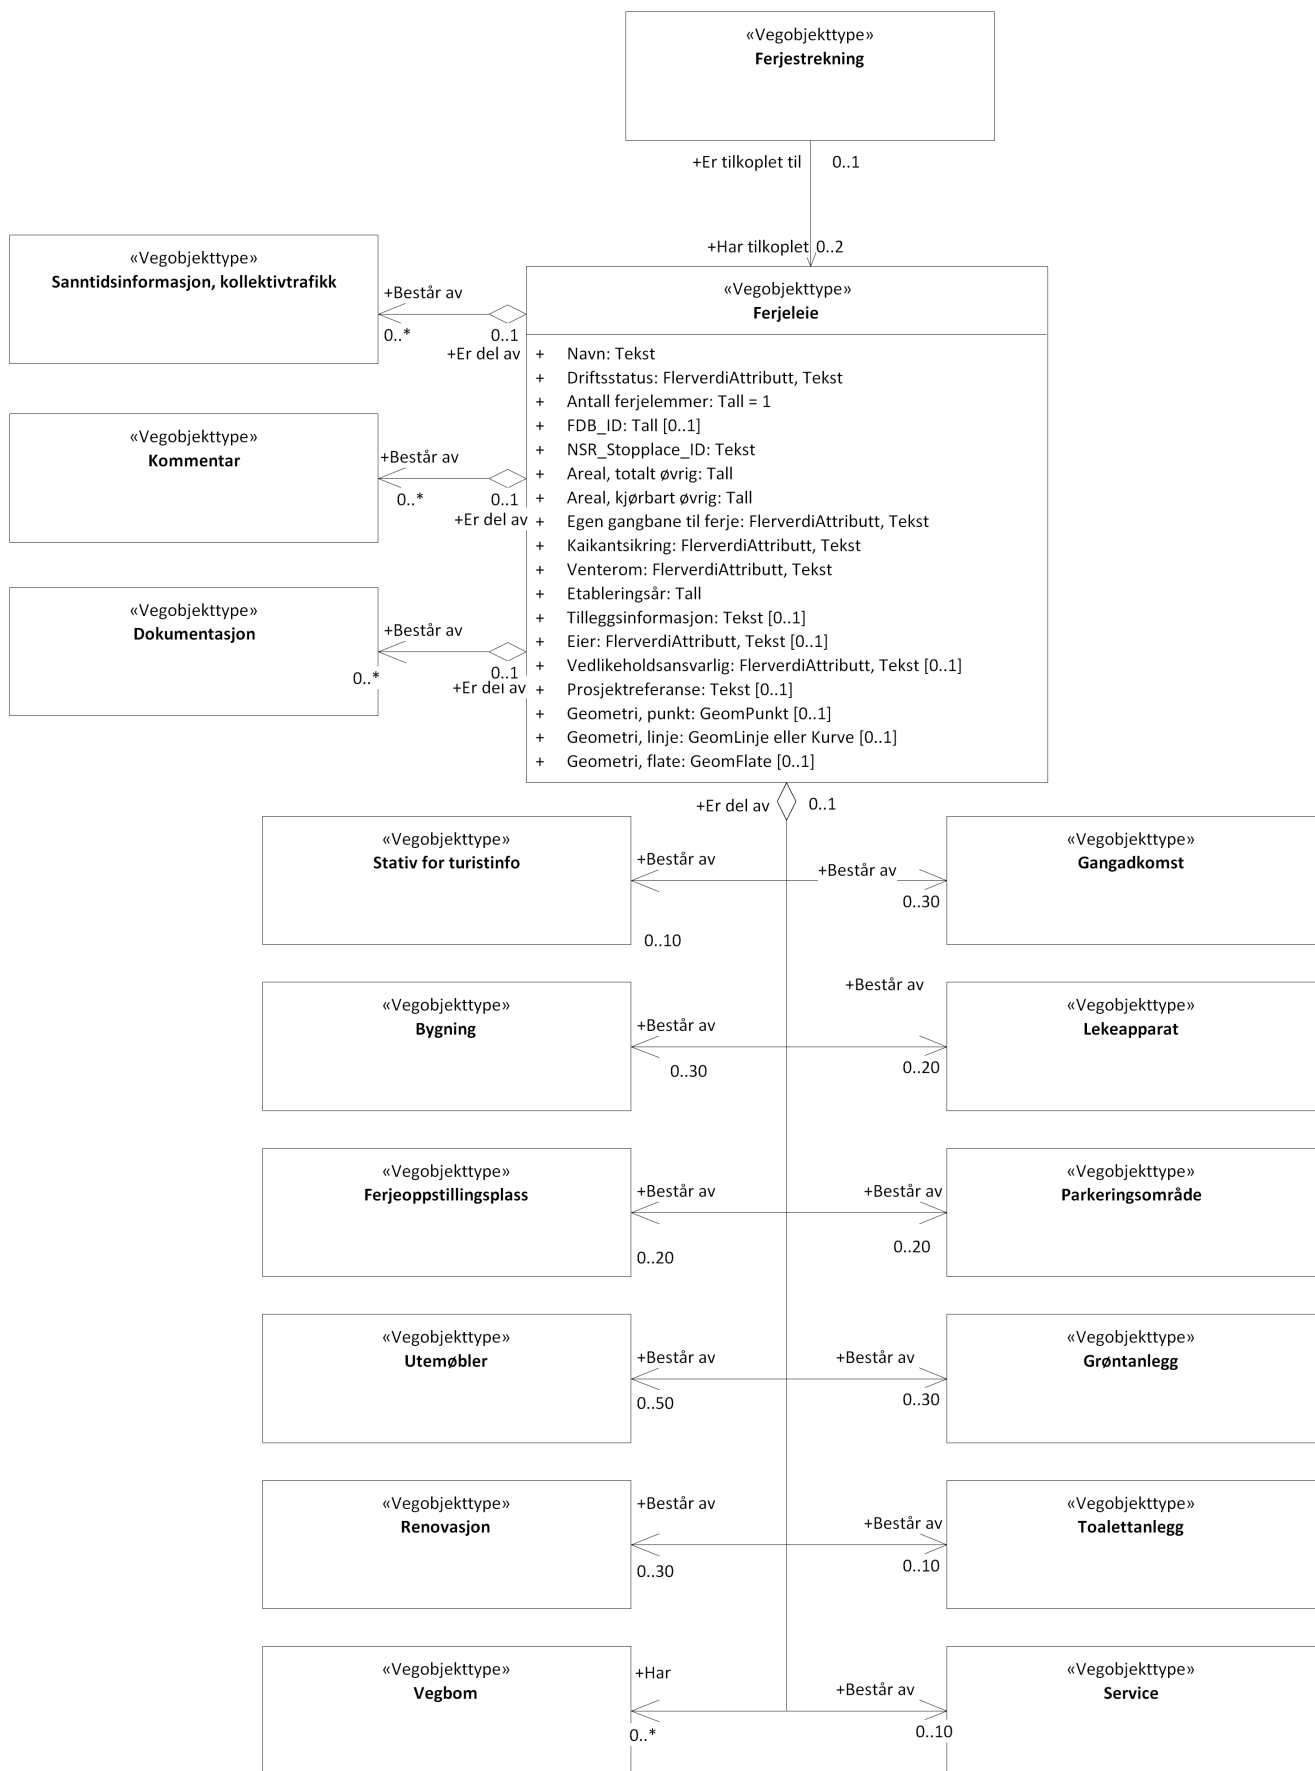 «Vegobjekttype»
Ferjestrekning
+Er tilkoplet til 0..1
+Har tilkoplet 0..2
«Vegobjekttype»
Sanntidsinformasjon, kollektivtrafikk
+Består av
0..* 0..1
+Er del av
«Vegobjekttype»
Kommentar
+Består av
0..* 0..1
+Er del av
«Vegobjekttype»
Dokumentasjon
+Består av
0..* 0..1
+Er del av
«Vegobjekttype»
Ferjeleie
+ Navn: Tekst
+ Driftsstatus: FlerverdiAttributt, Tekst
+ Antall ferjelemmer: Tall = 1
+ FDB_ID: Tall [0..1]
+ NSR_Stopplace_ID: Tekst
+ Areal, totalt øvrig: Tall
+ Areal, kjørbart øvrig: Tall
+ Egen gangbane til ferje: FlerverdiAttributt, Tekst
+ Kaikantsikring: FlerverdiAttributt, Tekst
+ Venterom: FlerverdiAttributt, Tekst
+ Etableringsår: Tall
+ Tilleggsinformasjon: Tekst [0..1]
+ Eier: FlerverdiAttributt, Tekst [0..1]
+ Vedlikeholdsansvarlig: FlerverdiAttributt, Tekst [0..1]
+ Prosjektreferanse: Tekst [0..1]
+ Geometri, punkt: GeomPunkt [0..1]
+ Geometri, linje: GeomLinje eller Kurve [0..1]
+ Geometri, flate: GeomFlate [0..1]
+Er del av 0..1
«Vegobjekttype»
Stativ for turistinfo
+Består av
0..10
«Vegobjekttype»
Gangadkomst
+Består av
0..30
«Vegobjekttype»
Bygning
+Består av
0..30
«Vegobjekttype»
Lekeapparat
+Består av
0..20
«Vegobjekttype»
Ferjeoppstillingsplass
+Består av
0..20
«Vegobjekttype»
Parkeringsområde
+Består av
0..20
«Vegobjekttype»
Utemøbler
+Består av
0..50
«Vegobjekttype»
Grøntanlegg
+Består av
0..30
«Vegobjekttype»
Renovasjon
+Består av
0..30
«Vegobjekttype»
Toalettanlegg
+Består av
0..10
«Vegobjekttype»
Vegbom
+Har
0..*
«Vegobjekttype»
Service
+Består av
0..10